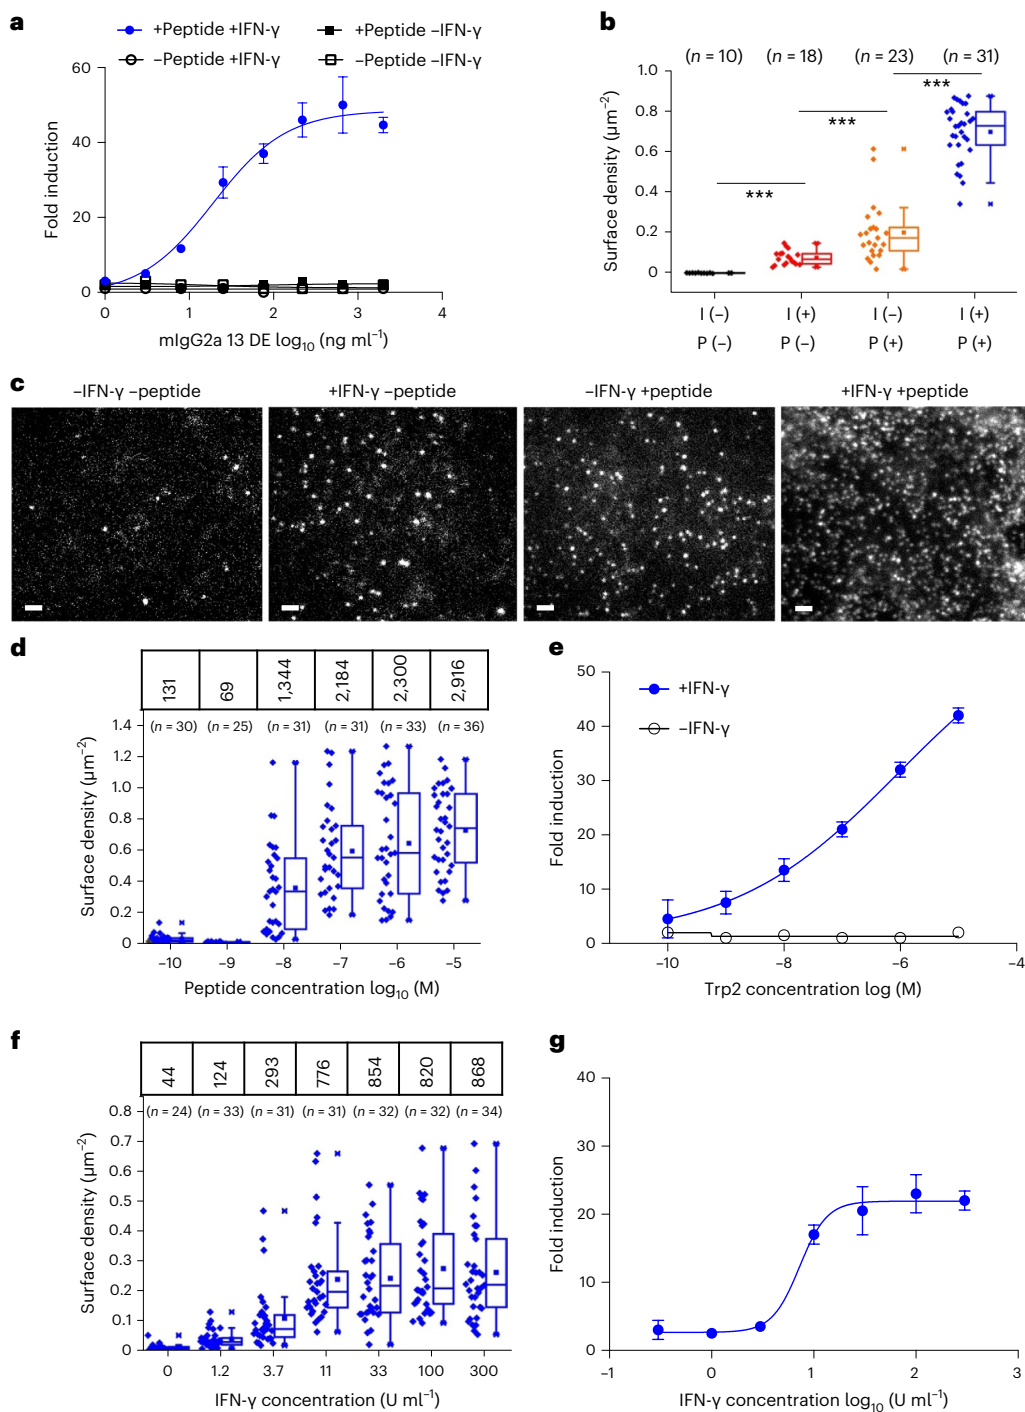 a
+Peptide +IFN-γ
+Peptide –IFN-γ
–Peptide +IFN-γ
–Peptide –IFN-γ
60
40
20
0
Fold induction
0 1 2 3 4
mIgG2a 13 DE log10 (ng ml−1)
b
(n = 10) (n = 18) (n = 23) (n = 31)
1.0
0.8
0.6
0.4
0.2
0
Surface density (µm−2)
***
***
***
I (–) I (+) I (–) I (+)
P (–) P (–) P (+) P (+)
c
–IFN-γ –peptide
+IFN-γ –peptide
–IFN-γ +peptide
+IFN-γ +peptide
d
131 69 1,344 2,184 2,300 2,916
(n = 30) (n = 25) (n = 31) (n = 31) (n = 33) (n = 36)
1.4
1.2
1.0
0.8
0.6
0.4
0.2
0
Surface density (µm−2)
–10 –9 –8 –7 –6 –5
Peptide concentration log10 (M)
e
+IFN-γ
–IFN-γ
50
40
30
20
10
0
Fold induction
–10 –8 –6 –4
Trp2 concentration log (M)
f
44 124 293 776 854 820 868
(n = 24) (n = 33) (n = 31) (n = 31) (n = 32) (n = 32) (n = 34)
0.8
0.7
0.6
0.5
0.4
0.3
0.2
0.1
0
Surface density (µm−2)
0 1.2 3.7 11 33 100 300
IFN-γ concentration (U ml−1)
g
40
30
20
10
0
Fold induction
–1 0 1 2 3
IFN-γ concentration log10 (U ml−1)